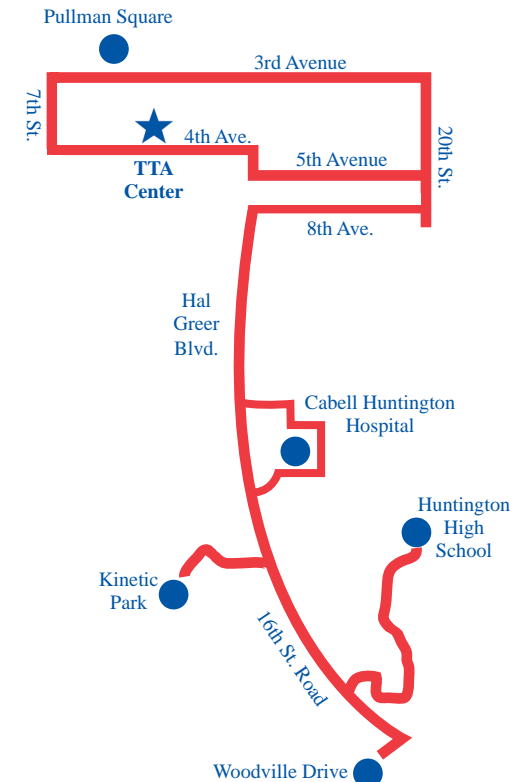 Pullman Square
3rd Avenue
7th St.
4th Ave.
20th St.
TTA
Center
5th Avenue
8th Ave.
Hal
Greer
Blvd.
Cabell Huntington
Hospital
Huntington
High
School
Kinetic
Park
16th St. Road
Woodville Drive